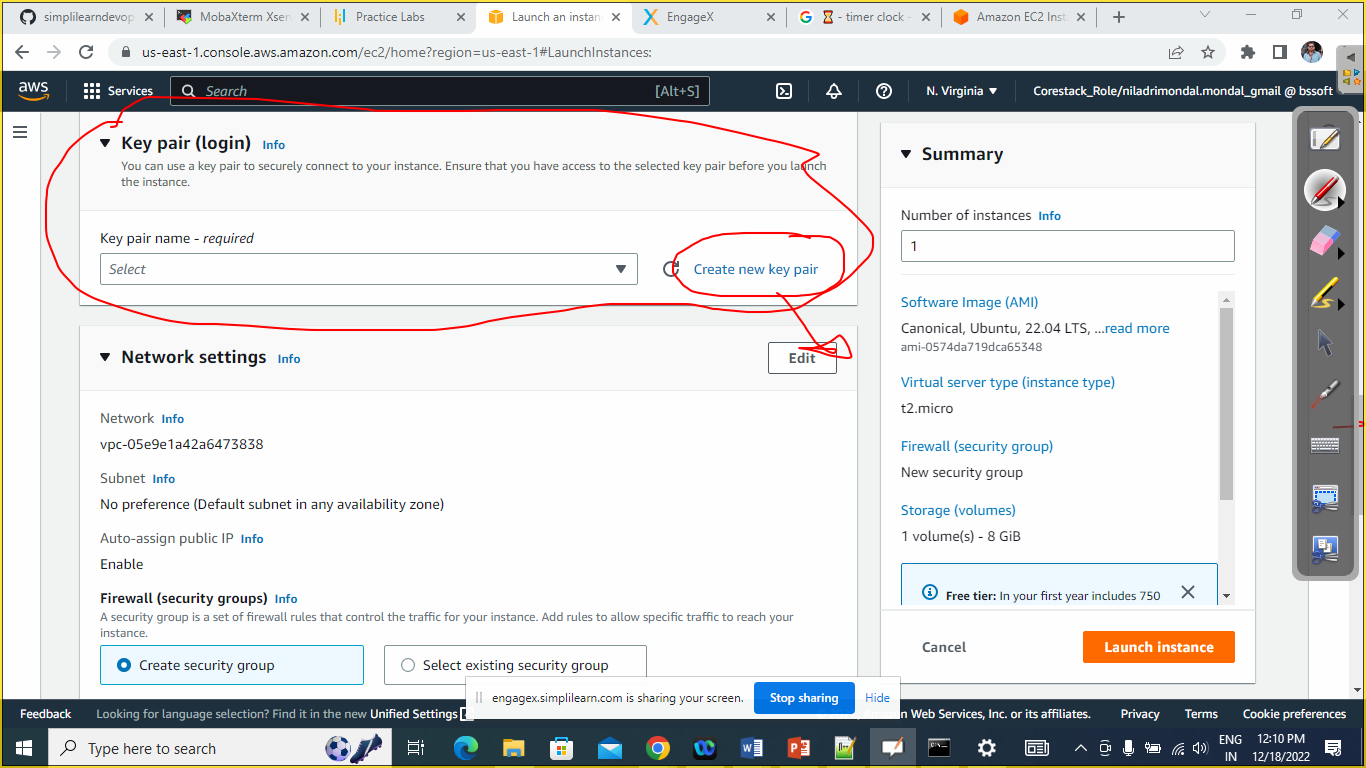 simplilearndevop
MobaXterm Xser
Practice Labs
Launch an instan
EngageX
- timer clock -
Amazon EC2 Inst
us-east-1.console.aws.amazon.com/ec2/home?region=us-east-1#LaunchInstances:
aws
Services
Search
[Alt+S]
N. Virginia
Corestack_Role/niladrimondal.mondal_gmail @ bssoft
Key pair (login) Info
You can use a key pair to securely connect to your instance. Ensure that you have access to the selected key pair before you launch
the instance.
Key pair name - required
Select
Create new key pair
Network settings Info
Edit
Network Info
vpc-05e9e1a42a6473838
Subnet Info
No preference (Default subnet in any availability zone)
Auto-assign public IP Info
Enable
Firewall (security groups) Info
A security group is a set of firewall rules that control the traffic for your instance. Add rules to allow specific traffic to reach your
instance.
Create security group
Select existing security group
Summary
Number of instances Info
1
Software Image (AMI)
Canonical, Ubuntu, 22.04 LTS, ...read more
ami-0574da719dca65348
Virtual server type (instance type)
t2.micro
Firewall (security group)
New security group
Storage (volumes)
1 volume(s) - 8 GiB
Free tier: In your first year includes 750
Cancel
Launch instance
engagex.simplilearn.com is sharing your screen.
Stop sharing
Hide
Feedback
Looking for language selection? Find it in the new Unified Settings
Web Services, Inc. or its affiliates.
Privacy
Terms
Cookie preferences
Type here to search
ENG
IN
12:10 PM
12/18/2022